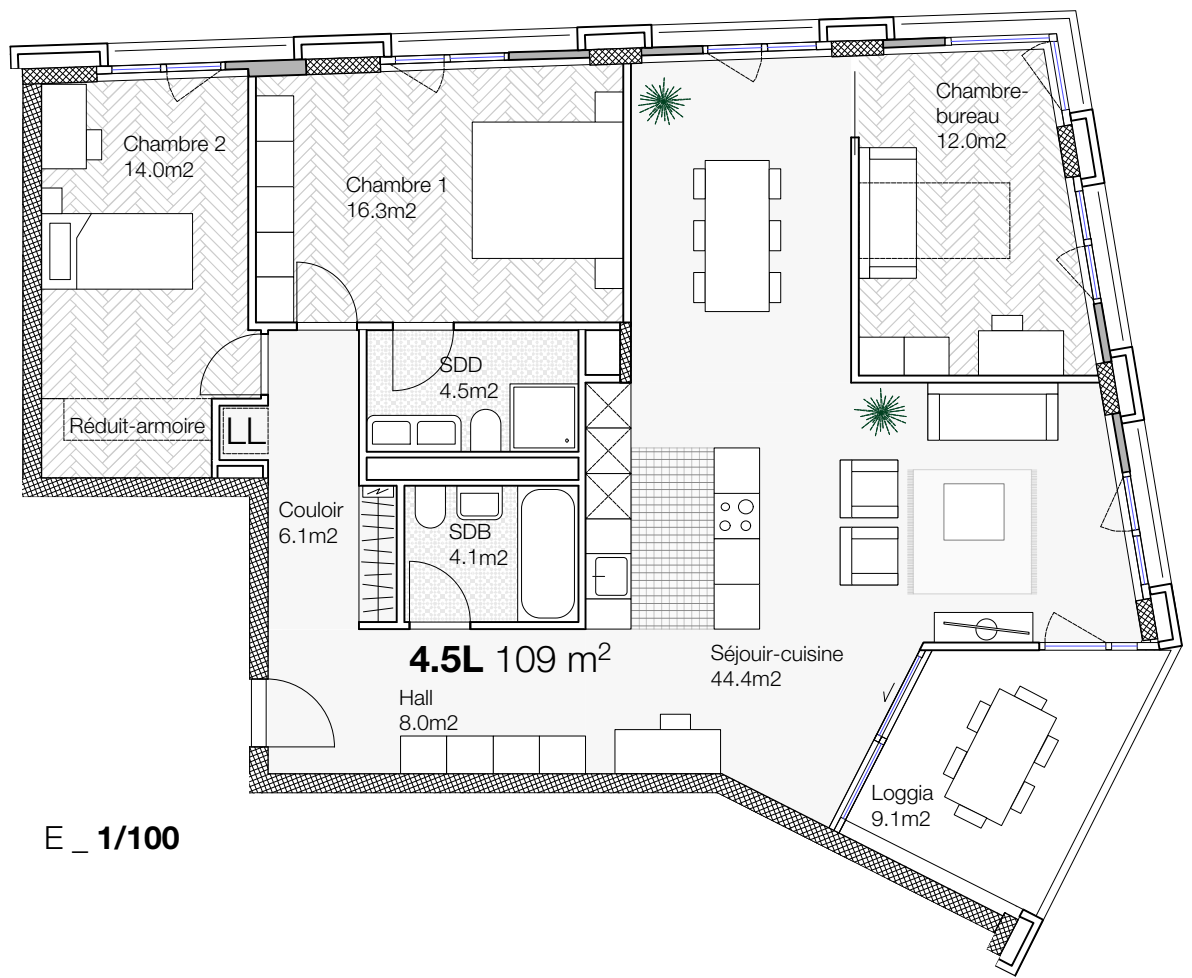 Chambre 2
14.0m2
Chambre 1
16.3m2
Chambre-
bureau
12.0m2
SDD
4.5m2
Réduit-armoire
LL
Couloir
6.1m2
SDB
4.1m2
4.5L 109 m²
Séjouir-cuisine
44.4m2
Hall
8.0m2
Loggia
9.1m2
E _ 1/100